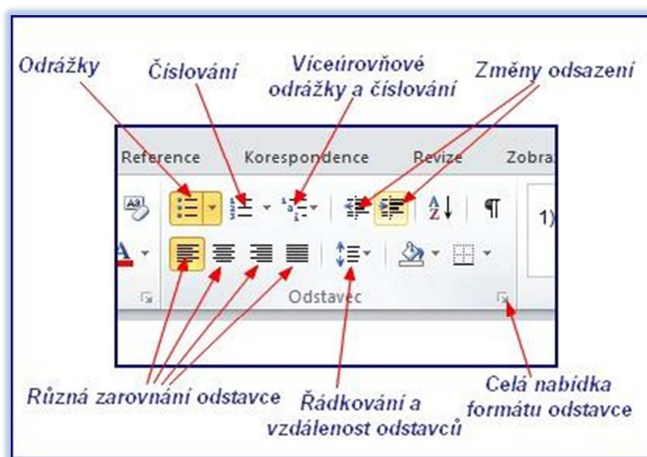 Odrážky
Číslování
Víceúrovňové
odrážky a číslování
Změny odsazení
Reference
Korespondence
Revize
Zobra
1)
Odstavec
Různá zarovnání odstavce
Řádkování a
vzdálenost odstavců
Celá nabídka
formátu odstavce